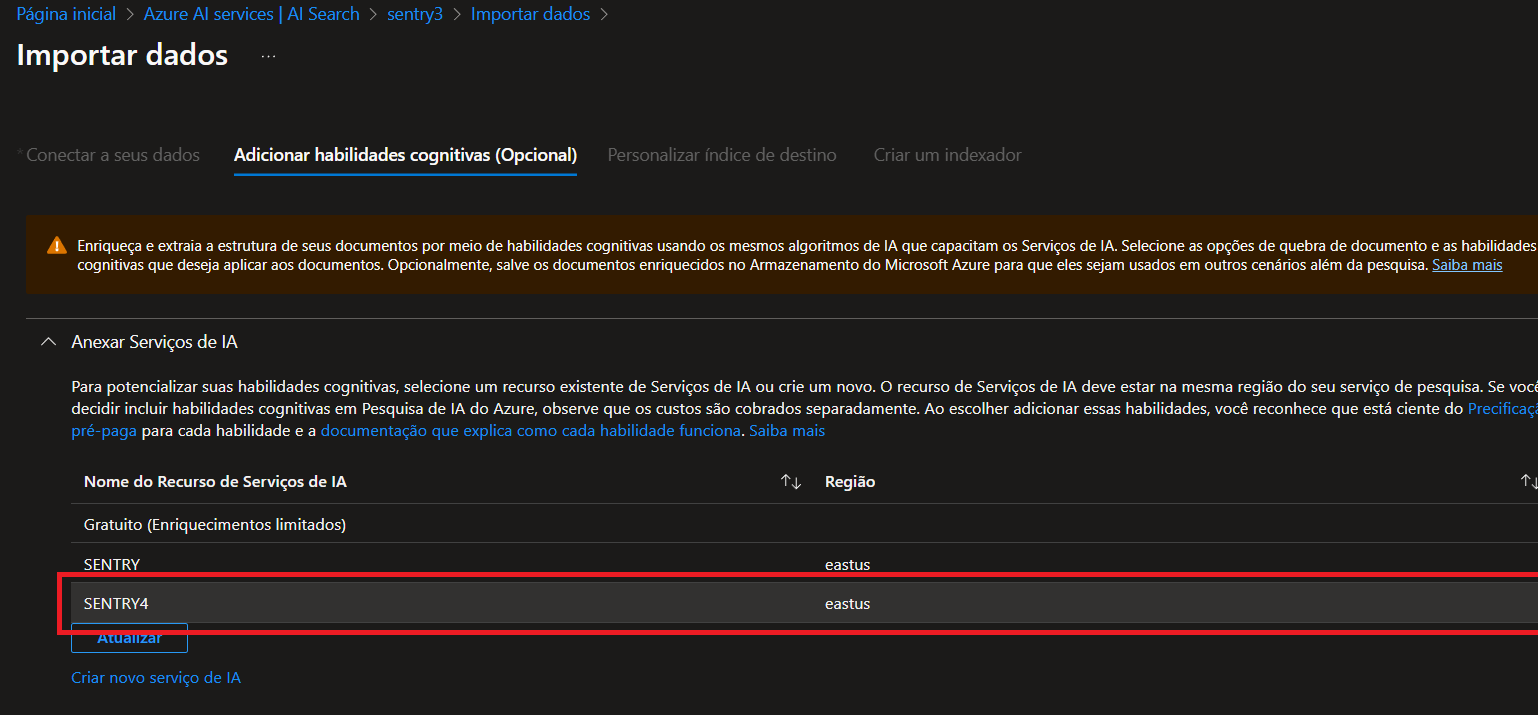 Página inicial > Azure AI services | AI Search > sentry3 > Importar dados >
Importar dados ...
* Conectar a seus dados Adicionar habilidades cognitivas (Opcional) Personalizar índice de destino Criar um indexador
Enriqueça e extraia a estrutura de seus documentos por meio de habilidades cognitivas usando os mesmos algoritmos de IA que capacitam os Serviços de IA. Selecione as opções de quebra de documento e as habilidades
cognitivas que deseja aplicar aos documentos. Opcionalmente, salve os documentos enriquecidos no Armazenamento do Microsoft Azure para que eles sejam usados em outros cenários além da pesquisa. Saiba mais
Anexar Serviços de IA
Para potencializar suas habilidades cognitivas, selecione um recurso existente de Serviços de IA ou crie um novo. O recurso de Serviços de IA deve estar na mesma região do seu serviço de pesquisa. Se você
decidir incluir habilidades cognitivas em Pesquisa de IA do Azure, observe que os custos são cobrados separadamente. Ao escolher adicionar essas habilidades, você reconhece que está ciente do Precificaçã
pré-paga para cada habilidade e a documentação que explica como cada habilidade funciona. Saiba mais
Nome do Recurso de Serviços de IA Região
Gratuito (Enriquecimentos limitados)
SENTRY eastus
SENTRY4 eastus
Atualizar
Criar novo serviço de IA